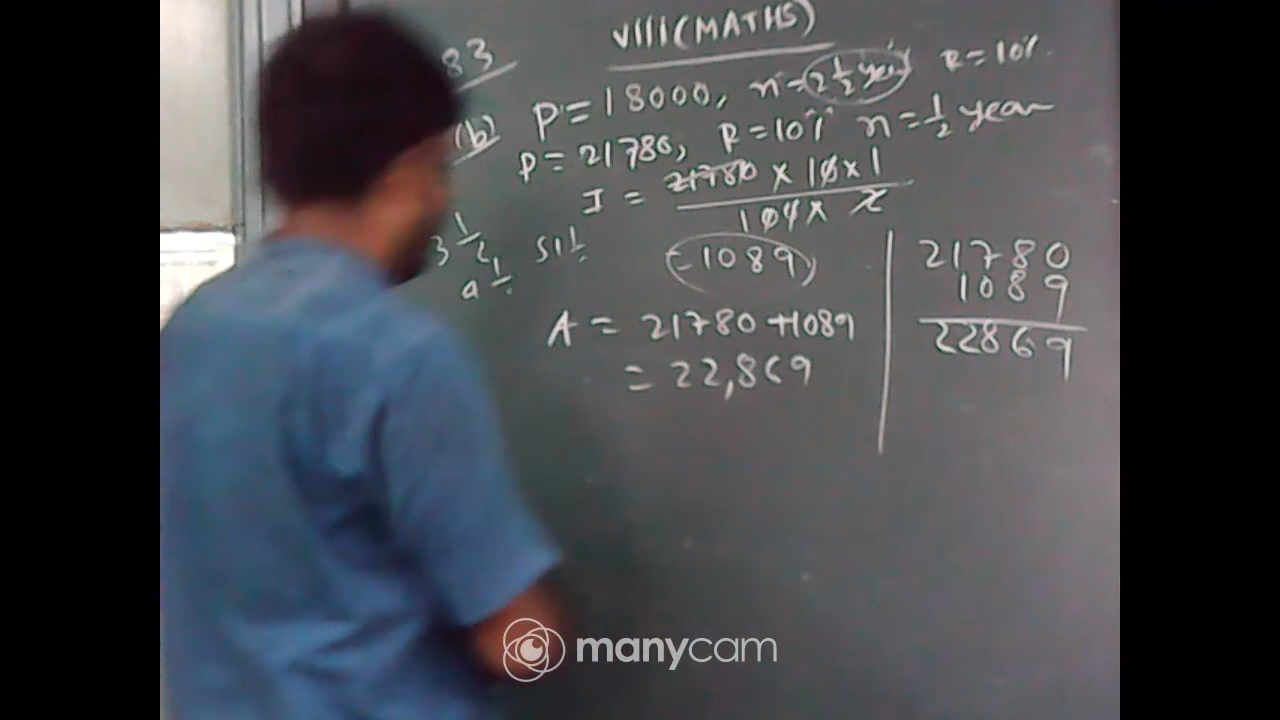 VIII (MATHS)
83
(b) P = 18000, n = 2 1/2 year R = 10%
P = 21780, R = 10% n = 1/2 year
I = 21780 × 10 × 1
100 × 2
= 1089
3 1/2
A = 21780 + 1089
= 22,869
21780
1089
22869
manycam